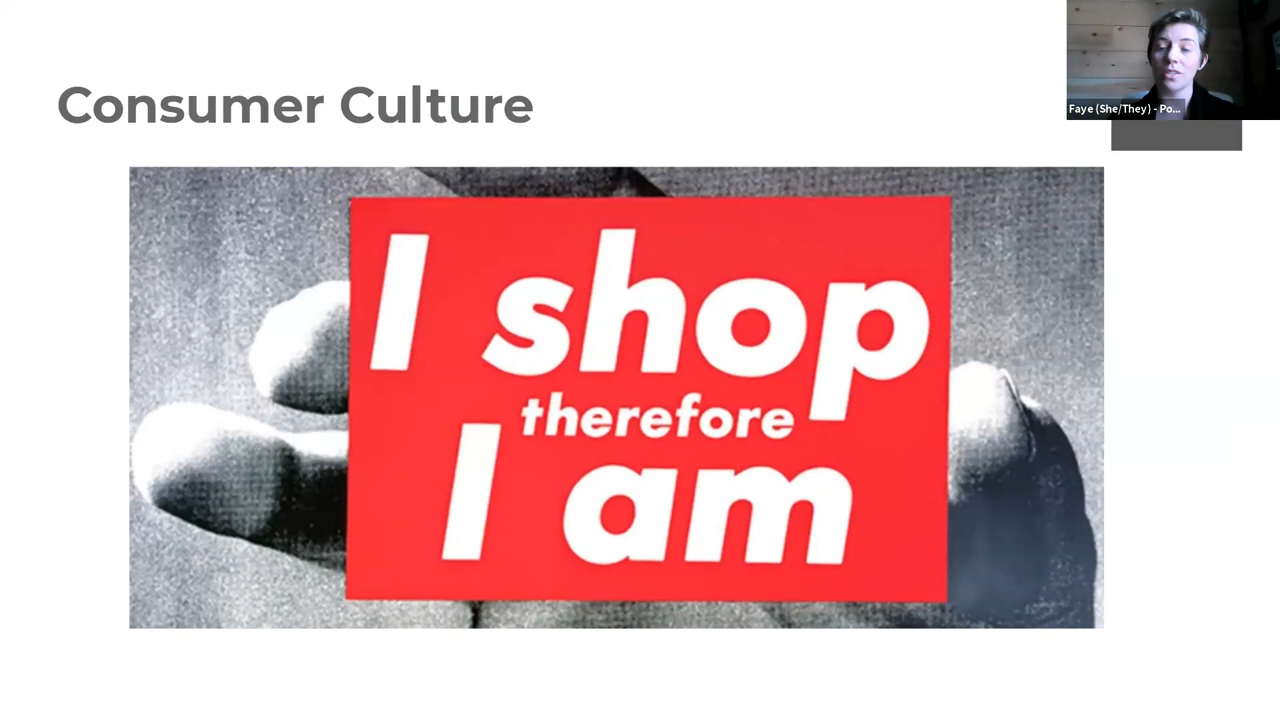 Consumer Culture
Faye (She/They) - Po...
I shop
therefore
I am